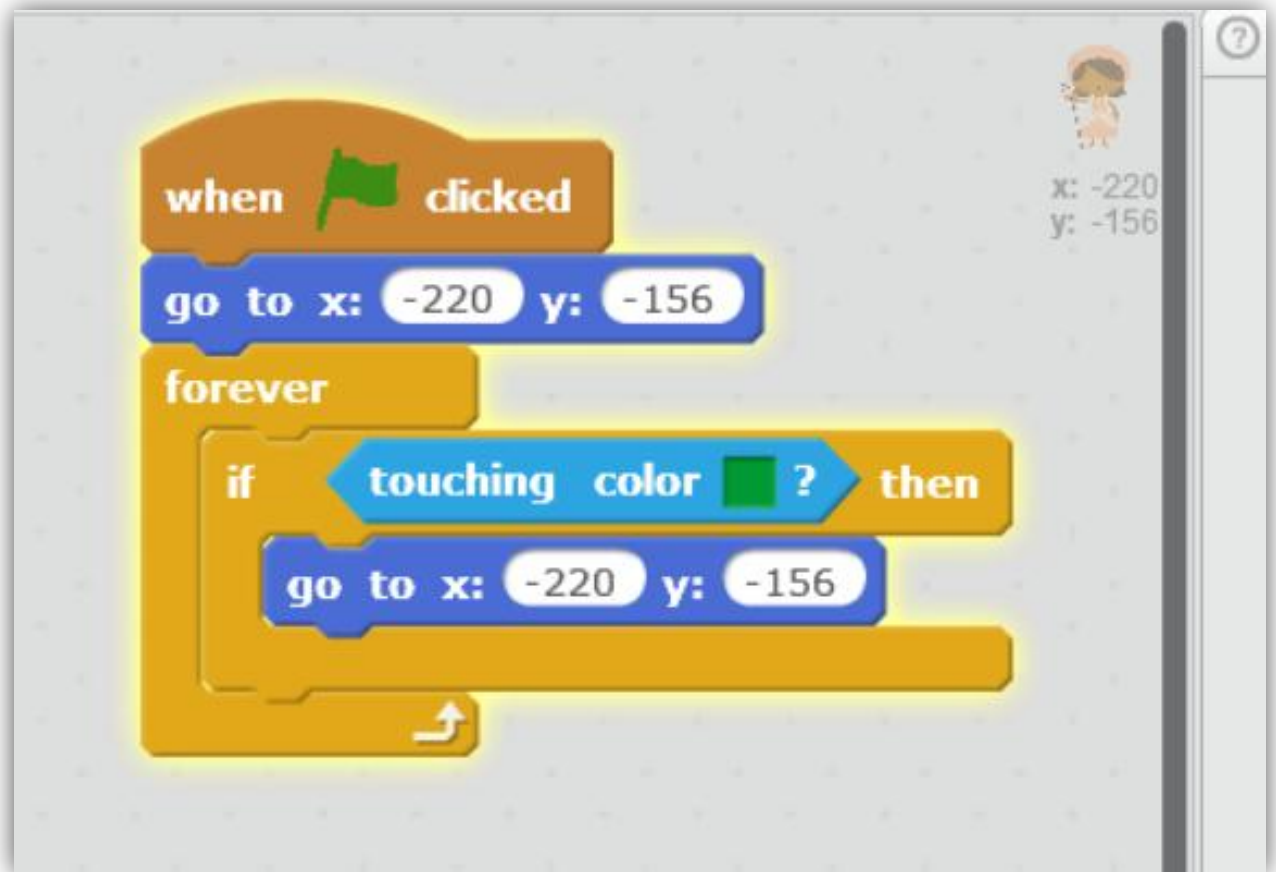 ?
x: -220
y: -156
when clicked
go to x: -220 y: -156
forever
if touching color ? then
go to x: -220 y: -156